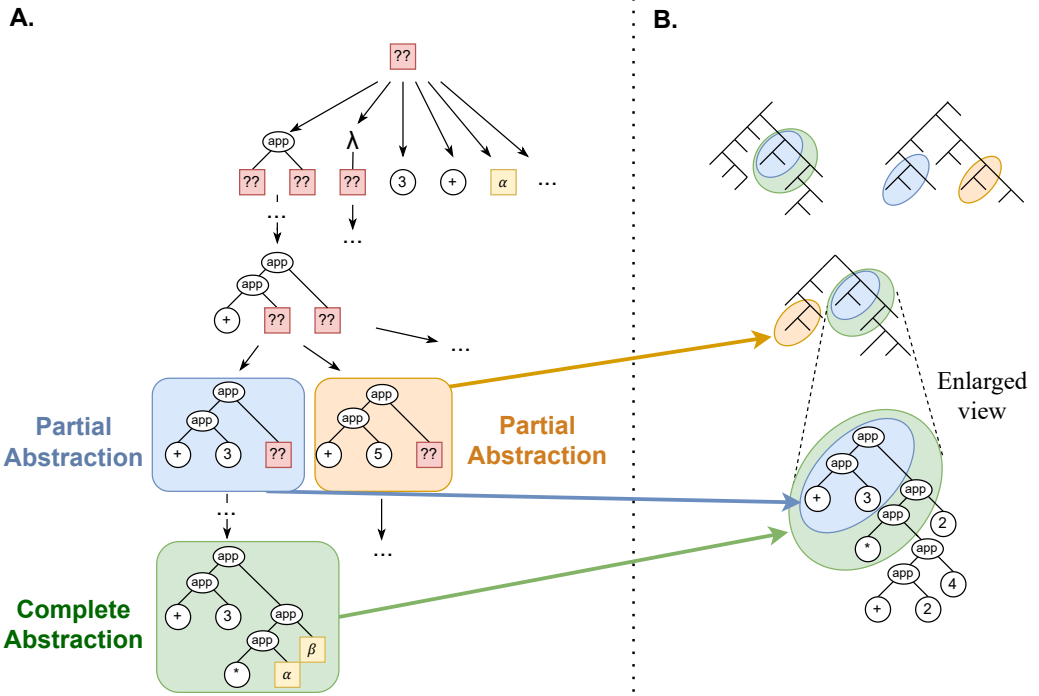 A.
B.
??
app
λ
?? ?? ?? 3 + α ...
...
...
app
app
+ ?? ??
...
app
app
+ 3 ??
app
app
+ 5 ??
Partial
Abstraction
Partial
Abstraction
...
...
app
app
+ 3 app
app β
* α
Complete
Abstraction
Enlarged
view
app
app
+ 3 app
app 2
* app
app 4
+ 2